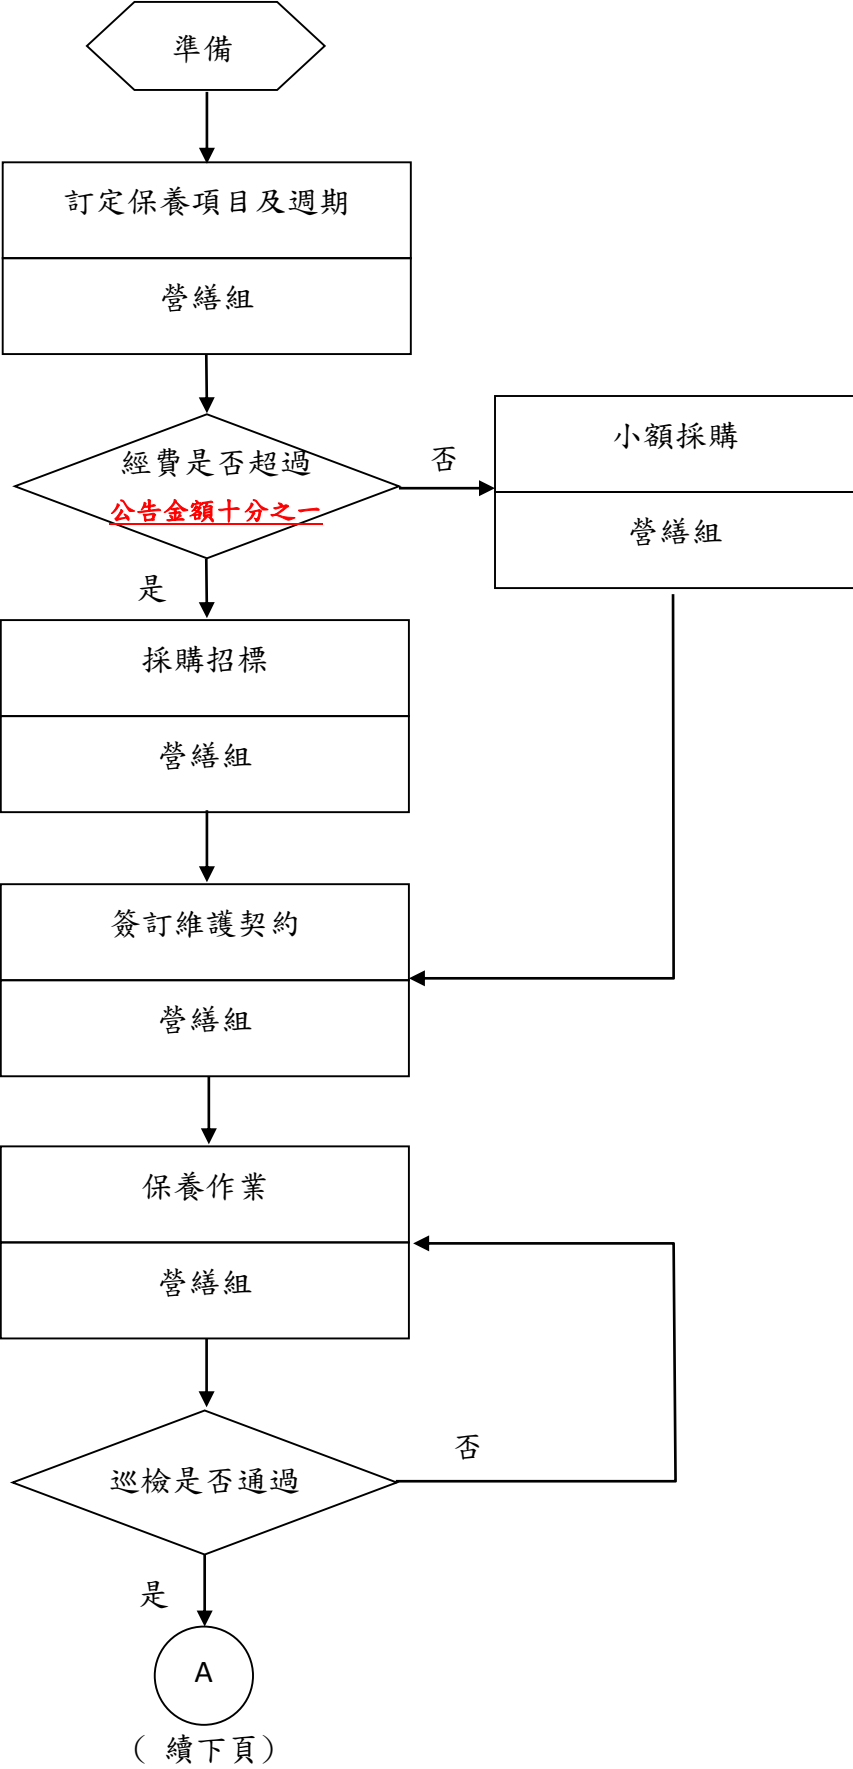 準備
訂定保養項目及週期
營繕組
經費是否超過
公告金額十分之一
否
小額採購
營繕組
是
採購招標
營繕組
簽訂維護契約
營繕組
保養作業
營繕組
巡檢是否通過
否
是
A
( 續下頁)